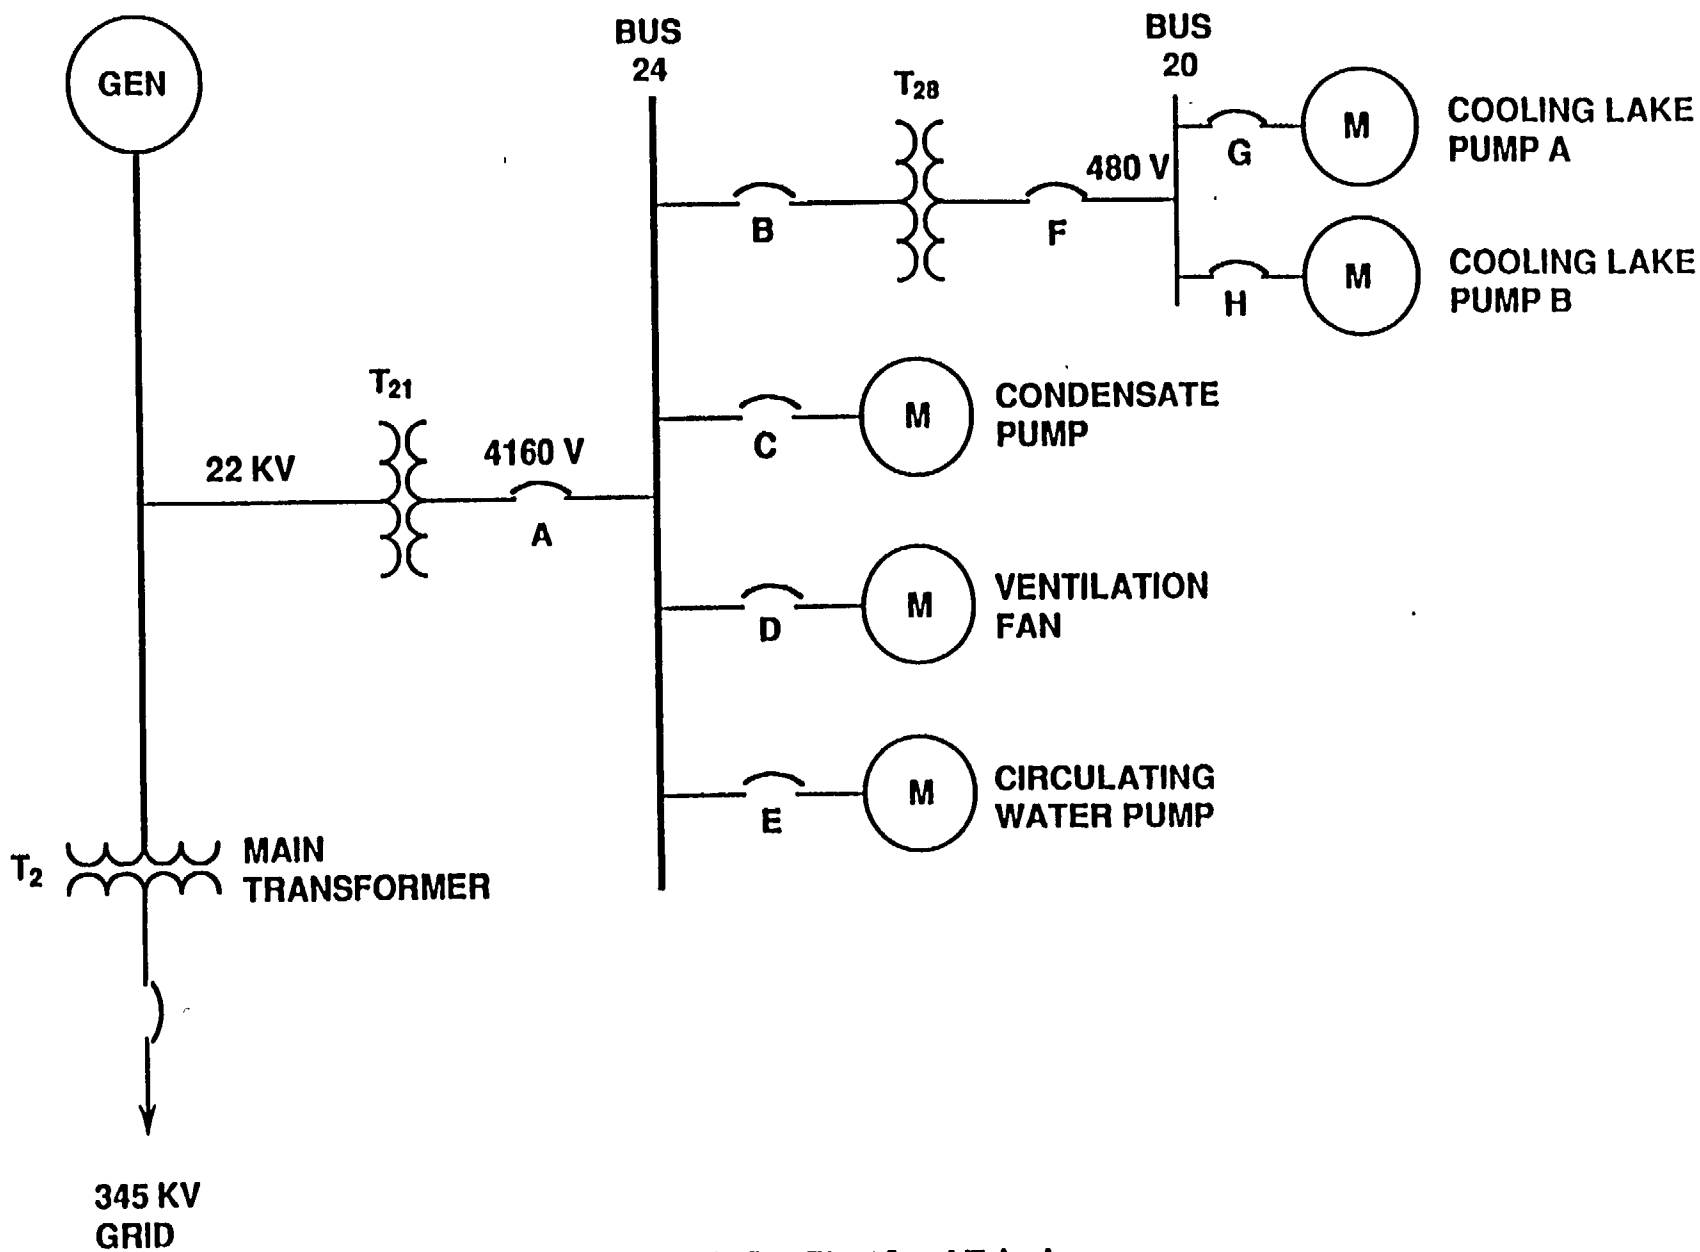 GEN
BUS
24
BUS
20
T28
COOLING LAKE
PUMP A
M
G
480 V
B
F
COOLING LAKE
PUMP B
M
H
T21
CONDENSATE
PUMP
M
C
22 KV
4160 V
A
VENTILATION
FAN
M
D
CIRCULATING
WATER PUMP
M
E
T2
MAIN
TRANSFORMER
345 KV
GRID